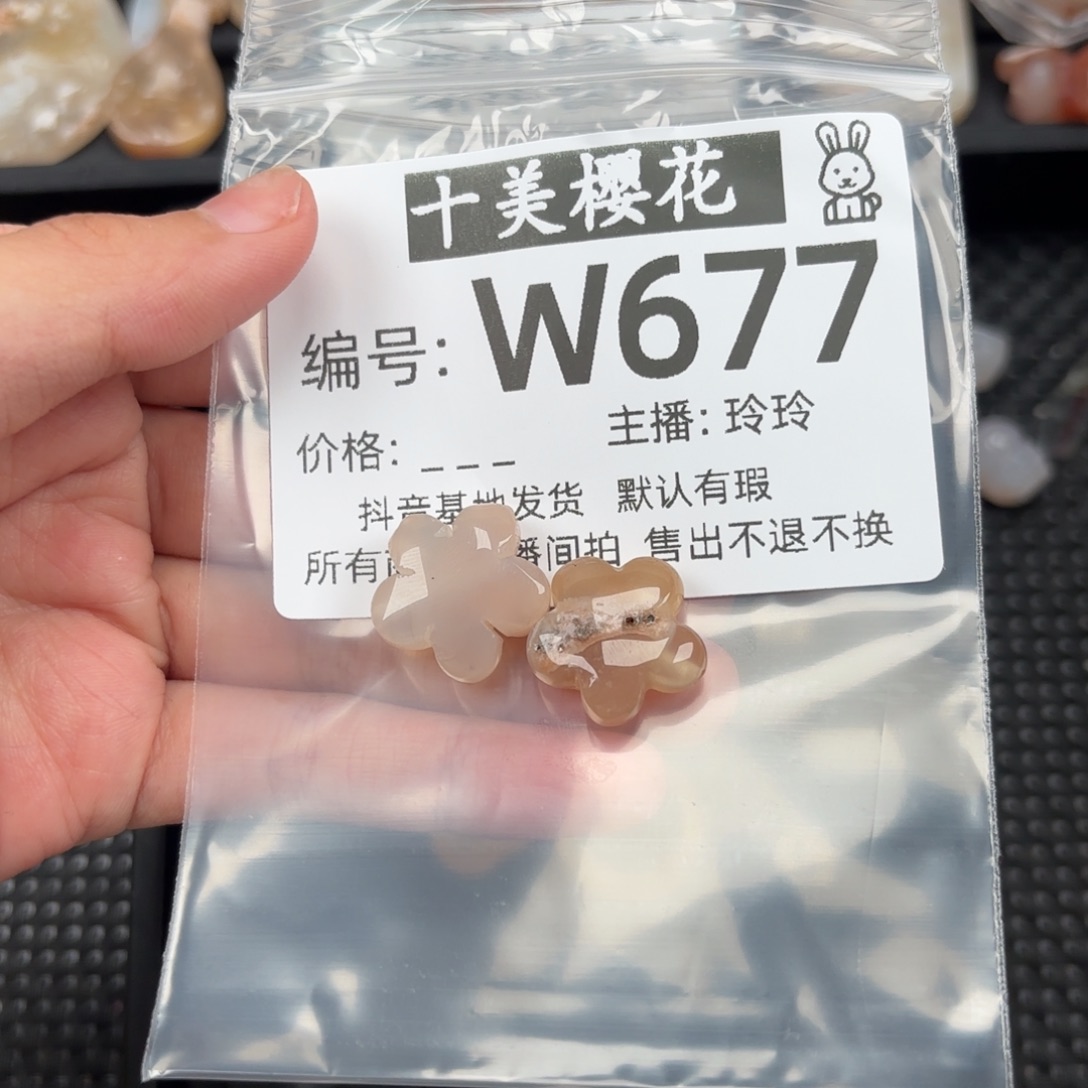 十美樱花
编号: W677
价格: _ _ _ 主播: 玲玲
抖音基地发货 默认有瑕
所有 播间拍 售出不退不换